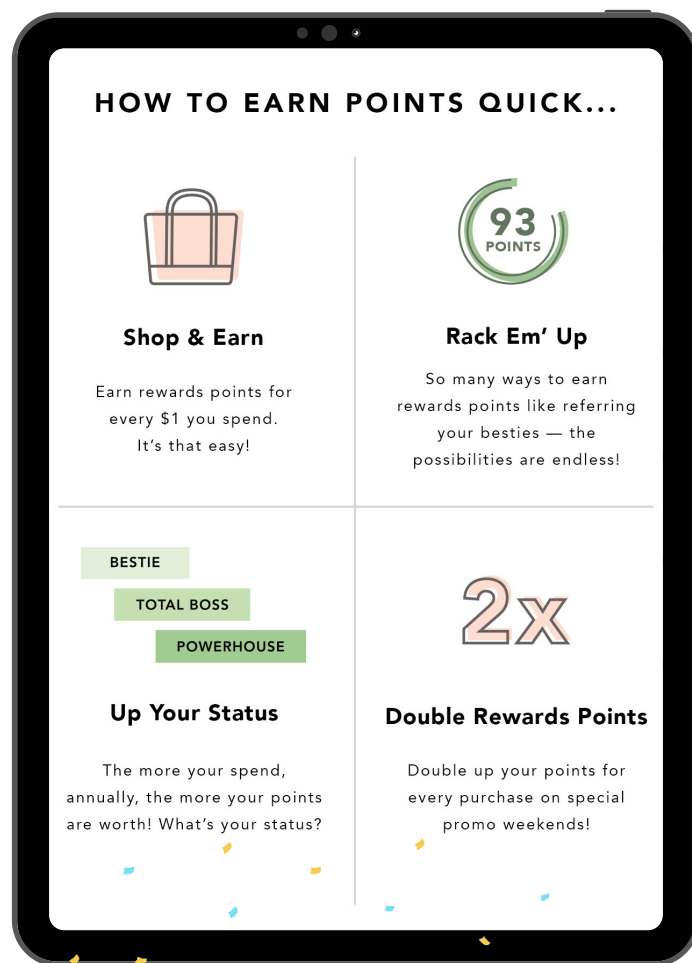 HOW TO EARN POINTS QUICK...
93
POINTS
Shop & Earn
Earn rewards points for
every $1 you spend.
It's that easy!
Rack Em' Up
So many ways to earn
rewards points like referring
your besties — the
possibilities are endless!
BESTIE
TOTAL BOSS
POWERHOUSE
Up Your Status
The more your spend,
annually, the more your points
are worth! What's your status?
2x
Double Rewards Points
Double up your points for
every purchase on special
promo weekends!